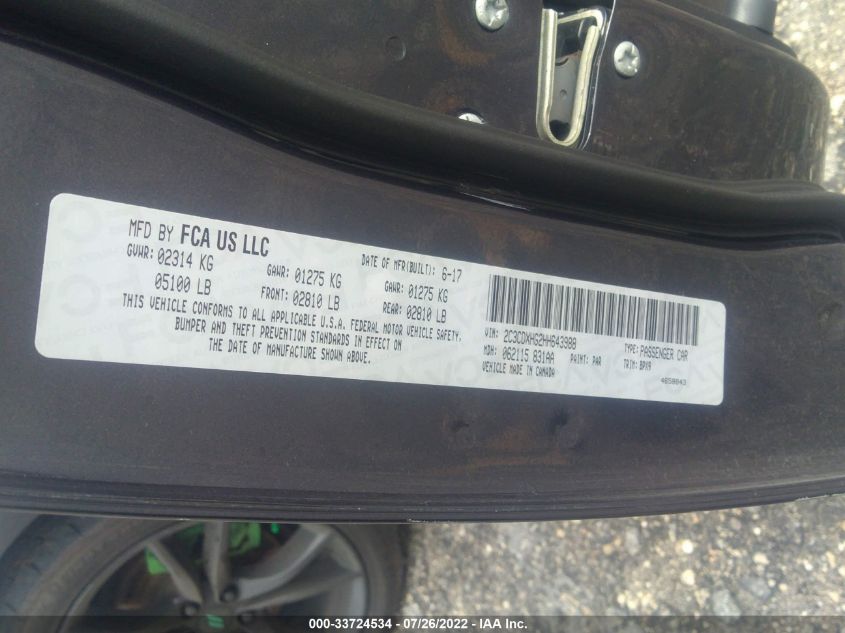 MFD BY FCA US LLC
GVWR: 02314 KG
05100 LB
GAWR: 01275 KG
FRONT: 02810 LB
DATE OF MFR(BUILT): 6-17
GAWR: 01275 KG
REAR: 02810 LB
THIS VEHICLE CONFORMS TO ALL APPLICABLE U.S.A. FEDERAL MOTOR VEHICLE SAFETY,
BUMPER AND THEFT PREVENTION STANDARDS IN EFFECT ON
THE DATE OF MANUFACTURE SHOWN ABOVE.
VIN: 2C3CDXHG2HH643988
TYPE: PASSENGER CAR
MDH: 062115 831AA
PAINT: PAR
TRIM: BPX9
VEHICLE MADE IN CANADA
4658843
000-33724534 / 07/26/2022 / © IAA, Inc.